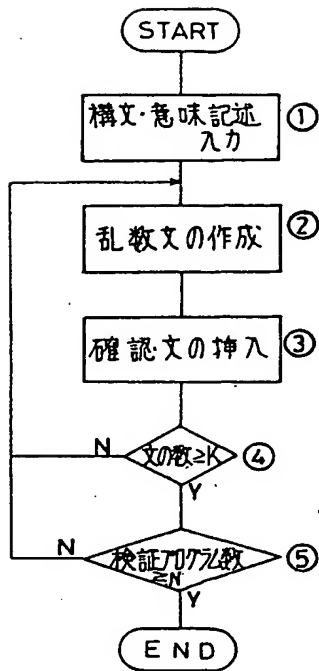 START
構文・意味記述
入力
①
乱数文の作成
②
確認文の挿入
③
文の数≥K
④
N
Y
検証プログラム数
≥N
⑤
N
Y
END